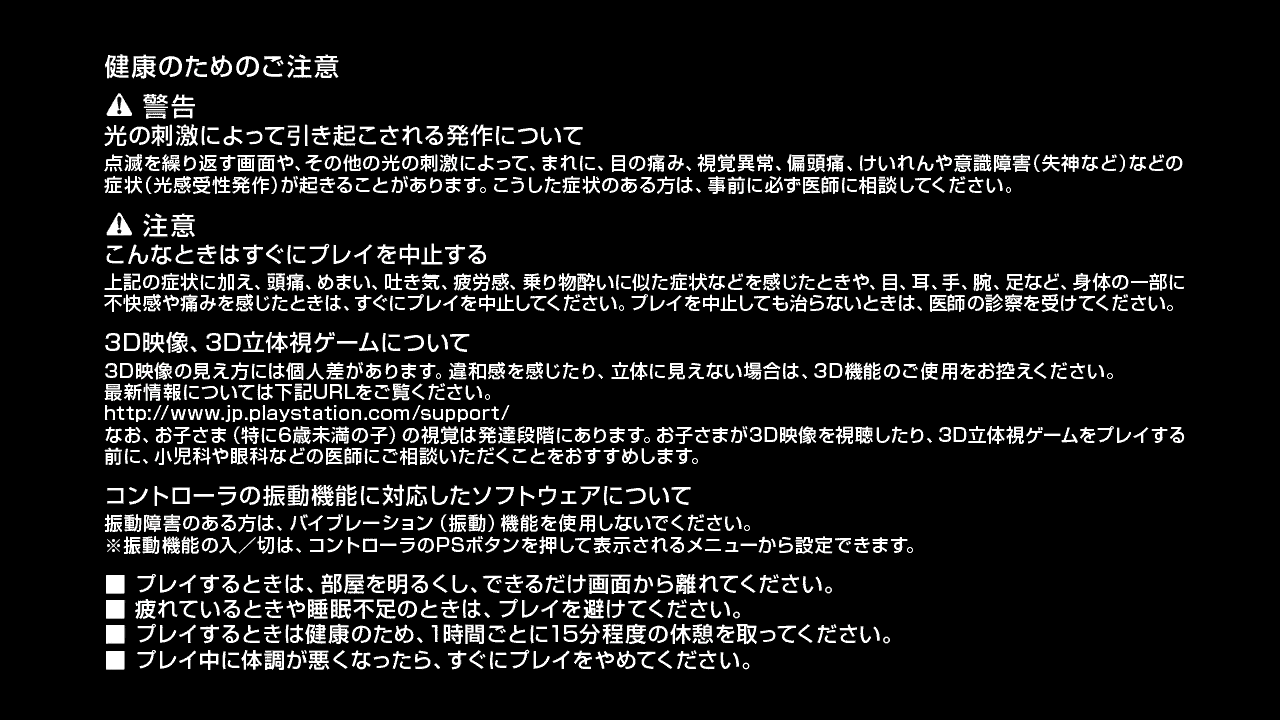 健康のためのご注意
警告
光の刺激によって引き起こされる発作について
点滅を繰り返す画面や、その他の光の刺激によって、まれに、目の痛み、視覚異常、偏頭痛、けいれんや意識障害（失神など）などの
症状（光感受性発作）が起きることがあります。こうした症状のある方は、事前に必ず医師に相談してください。
注意
こんなときはすぐにプレイを中止する
上記の症状に加え、頭痛、めまい、吐き気、疲労感、乗り物酔いに似た症状などを感じたときや、目、耳、手、腕、足など、身体の一部に
不快感や痛みを感じたときは、すぐにプレイを中止してください。プレイを中止しても治らないときは、医師の診察を受けてください。
3D映像、3D立体視ゲームについて
3D映像の見え方には個人差があります。違和感を感じたり、立体に見えない場合は、3D機能のご使用をお控えください。
最新情報については下記URLをご覧ください。
http://www.jp.playstation.com/support/
なお、お子さま（特に6歳未満の子）の視覚は発達段階にあります。お子さまが3D映像を視聴したり、3D立体視ゲームをプレイする
前に、小児科や眼科などの医師にご相談いただくことをおすすめします。
コントローラの振動機能に対応したソフトウェアについて
振動障害のある方は、バイブレーション（振動）機能を使用しないでください。
※振動機能の入／切は、コントローラのPSボタンを押して表示されるメニューから設定できます。
■ プレイするときは、部屋を明るくし、できるだけ画面から離れてください。
■ 疲れているときや睡眠不足のときは、プレイを避けてください。
■ プレイするときは健康のため、1時間ごとに15分程度の休憩を取ってください。
■ プレイ中に体調が悪くなったら、すぐにプレイをやめてください。